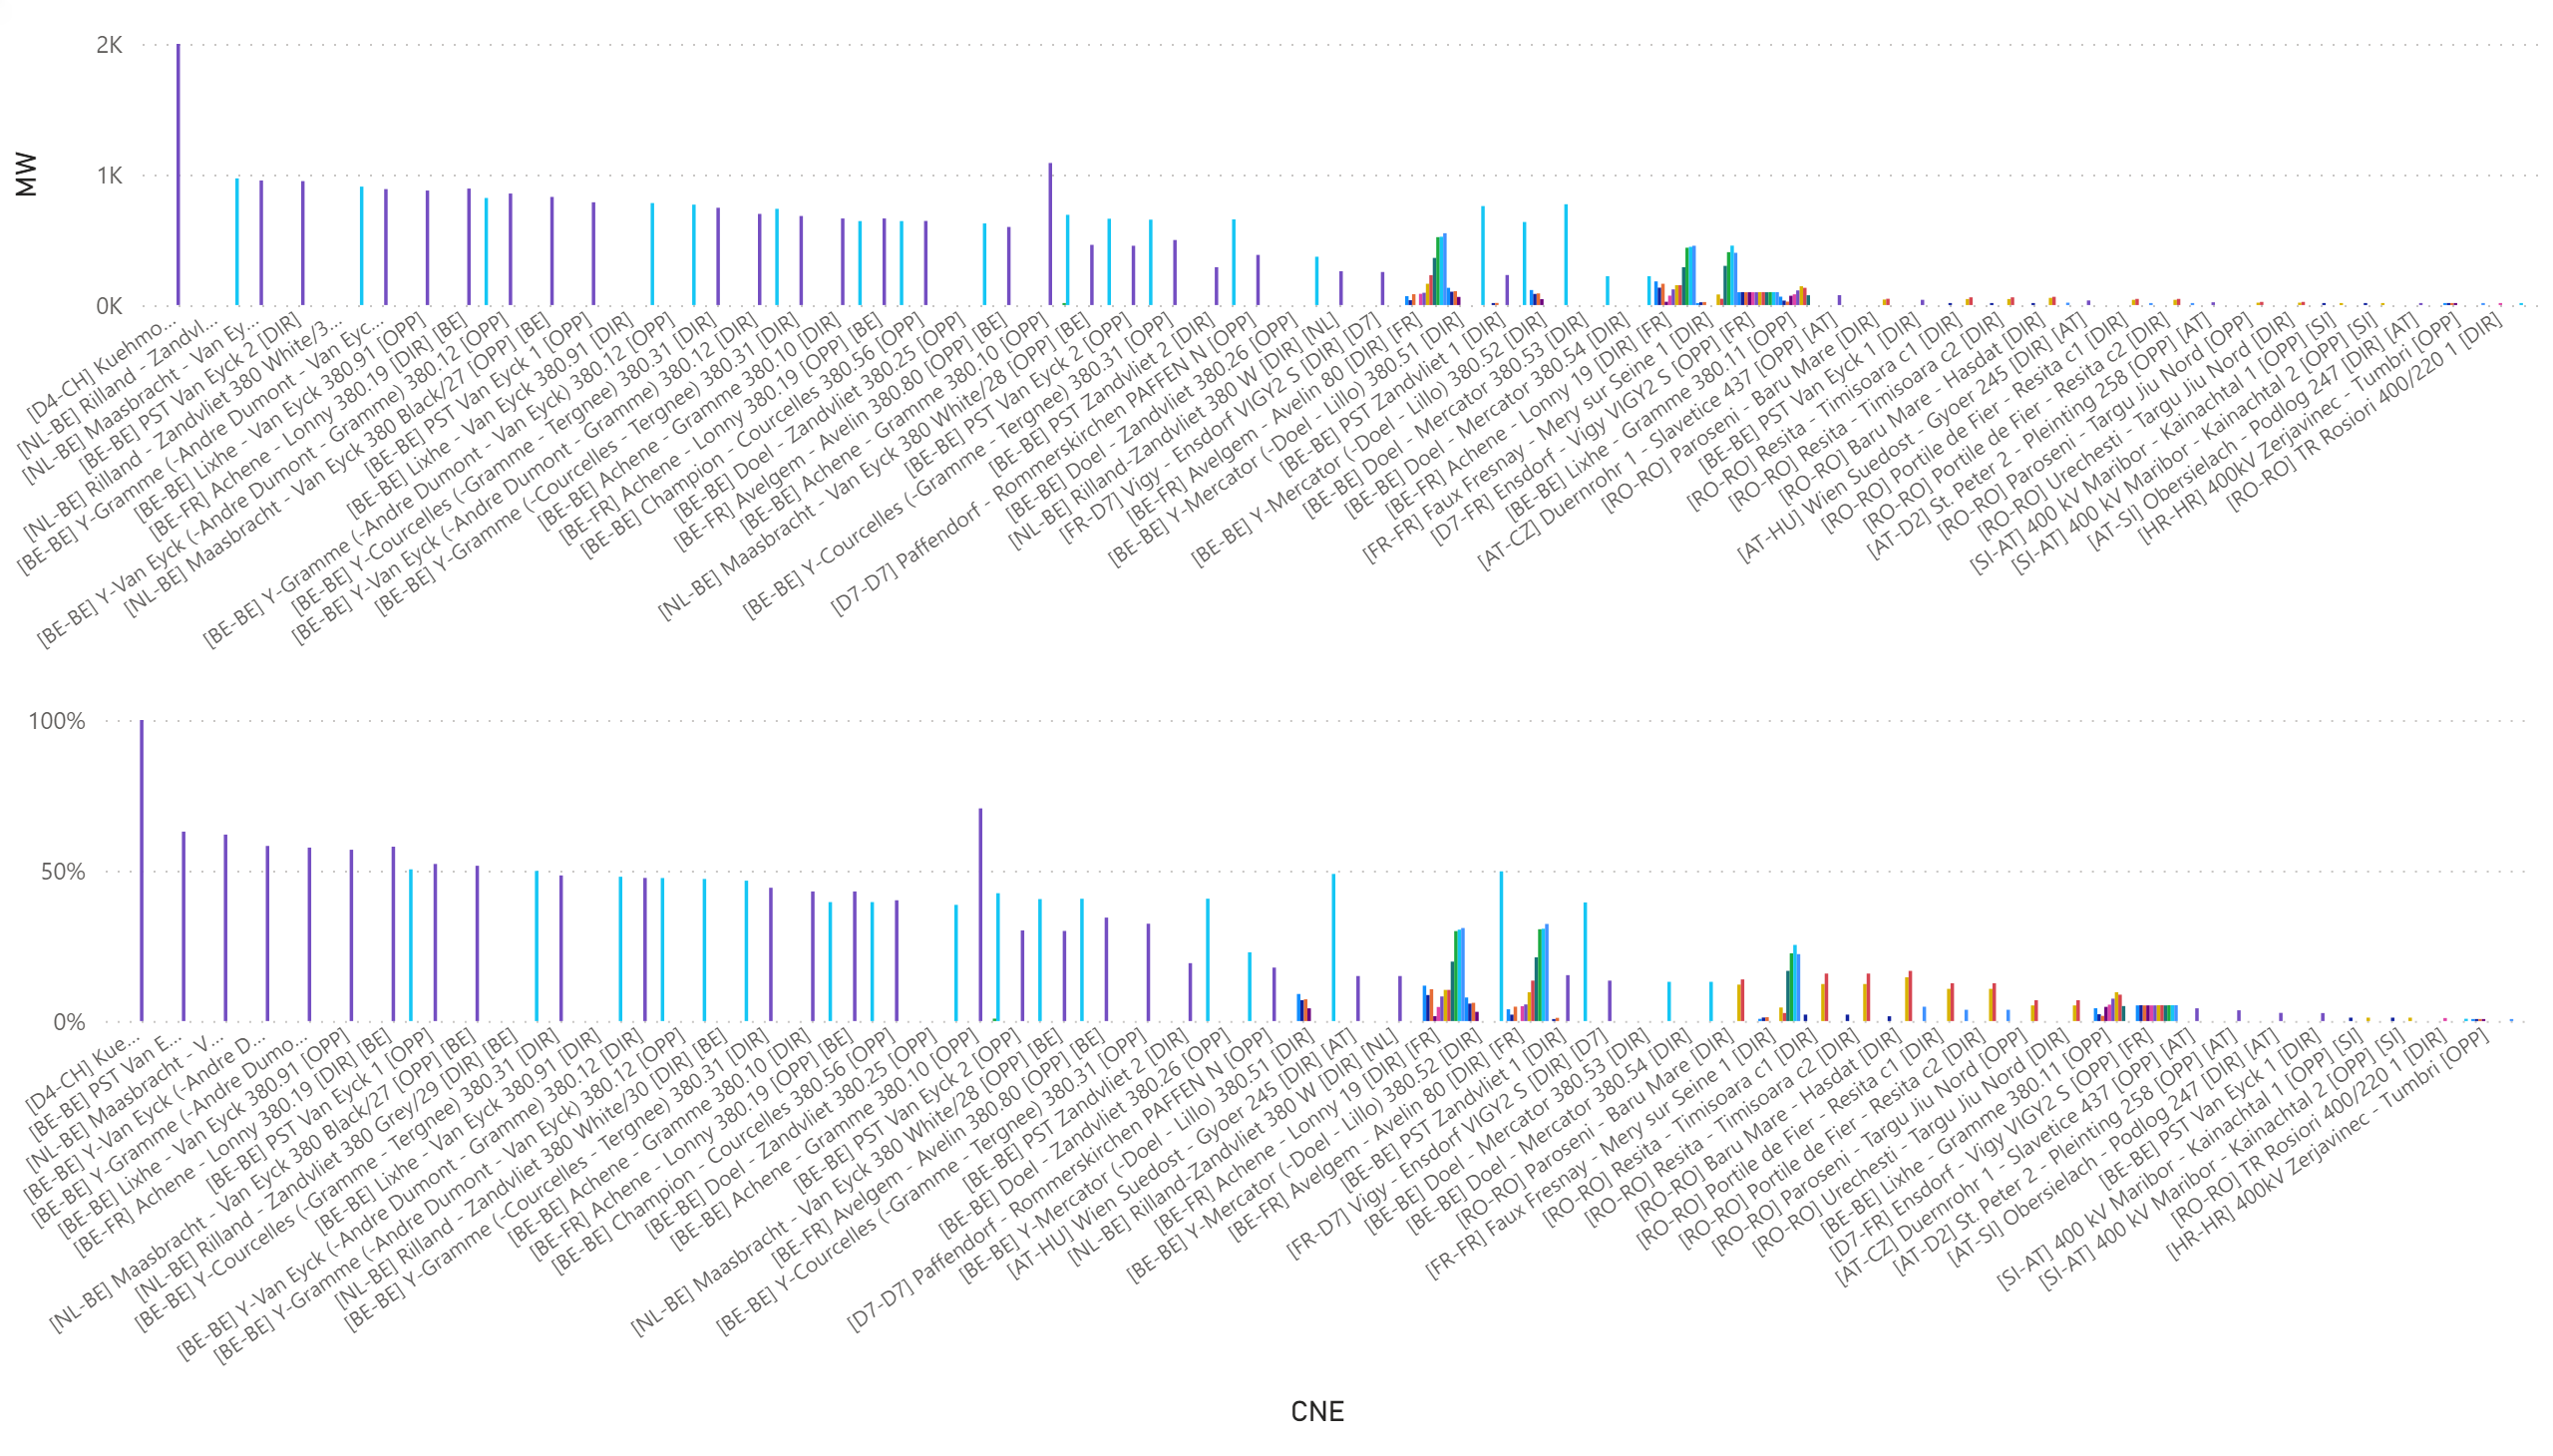 2K
1K
0K
MW
[D4-CH] Kuehmo...
[NL-BE] Rilland - Zandvl...
[NL-BE] Maasbracht - Van Ey...
[BE-BE] PST Van Eyck 2 [DIR]
[NL-BE] Rilland - Zandvliet 380 White/3...
[BE-BE] Y-Gramme (-Andre Dumont - Van Eyc...
[BE-BE] Lixhe - Van Eyck 380.91 [OPP]
[BE-FR] Achene - Lonny 380.19 [DIR] [BE]
[BE-BE] Y-Van Eyck (-Andre Dumont - Gramme) 380.12 [OPP]
[NL-BE] Maasbracht - Van Eyck 380 Black/27 [OPP] [BE]
[BE-BE] PST Van Eyck 1 [OPP]
[BE-BE] Lixhe - Van Eyck 380.91 [DIR]
[BE-BE] Y-Gramme (-Andre Dumont - Van Eyck) 380.12 [OPP]
[BE-BE] Y-Courcelles (-Gramme - Tergnee) 380.31 [DIR]
[BE-BE] Y-Van Eyck (-Andre Dumont - Gramme) 380.12 [DIR]
[BE-BE] Y-Gramme (-Courcelles - Tergnee) 380.31 [DIR]
[BE-BE] Achene - Gramme 380.10 [DIR]
[BE-FR] Achene - Lonny 380.19 [OPP] [BE]
[BE-BE] Champion - Courcelles 380.56 [OPP]
[BE-BE] Doel - Zandvliet 380.25 [OPP]
[BE-FR] Avelgem - Avelin 380.80 [OPP] [BE]
[BE-BE] Achene - Gramme 380.10 [OPP]
[NL-BE] Maasbracht - Van Eyck 380 White/28 [OPP] [BE]
[BE-BE] PST Van Eyck 2 [OPP]
[BE-BE] Y-Courcelles (-Gramme - Tergnee) 380.31 [OPP]
[BE-BE] PST Zandvliet 2 [DIR]
[D7-D7] Paffendorf - Rommerskirchen PAFFEN N [OPP]
[BE-BE] Doel - Zandvliet 380.26 [OPP]
[NL-BE] Rilland-Zandvliet 380 W [DIR] [NL]
[FR-D7] Vigy - Ensdorf VIGY2 S [DIR] [D7]
[BE-FR] Avelgem - Avelin 80 [DIR] [FR]
[BE-BE] Y-Mercator (-Doel - Lillo) 380.51 [DIR]
[BE-BE] PST Zandvliet 1 [DIR]
[BE-BE] Y-Mercator (-Doel - Lillo) 380.52 [DIR]
[BE-BE] Doel - Mercator 380.53 [DIR]
[BE-BE] Doel - Mercator 380.54 [DIR]
[BE-FR] Achene - Lonny 19 [DIR] [FR]
[FR-FR] Faux Fresnay - Mery sur Seine 1 [DIR]
[D7-FR] Ensdorf - Vigy VIGY2 S [OPP] [FR]
[BE-BE] Lixhe - Gramme 380.11 [OPP]
[AT-CZ] Duernrohr 1 - Slavetice 437 [OPP] [AT]
[RO-RO] Paroseni - Baru Mare [DIR]
[BE-BE] PST Van Eyck 1 [DIR]
[RO-RO] Resita - Timisoara c1 [DIR]
[RO-RO] Resita - Timisoara c2 [DIR]
[RO-RO] Baru Mare - Hasdat [DIR]
[AT-HU] Wien Suedost - Gyoer 245 [DIR] [AT]
[RO-RO] Portile de Fier - Resita c1 [DIR]
[RO-RO] Portile de Fier - Resita c2 [DIR]
[AT-D2] St. Peter 2 - Pleinting 258 [OPP] [AT]
[RO-RO] Paroseni - Targu Jiu Nord [OPP]
[RO-RO] Urechesti - Targu Jiu Nord [DIR]
[SI-AT] 400 kV Maribor - Kainachtal 1 [OPP] [SI]
[SI-AT] 400 kV Maribor - Kainachtal 2 [OPP] [SI]
[AT-SI] Obersielach - Podlog 247 [DIR] [AT]
[HR-HR] 400kV Zerjavinec - Tumbri [OPP]
[RO-RO] TR Rosiori 400/220 1 [DIR]
100%
50%
0%
[D4-CH] Kue...
[BE-BE] PST Van E...
[NL-BE] Maasbracht - V...
[BE-BE] Y-Van Eyck (-Andre D...
[BE-BE] Y-Gramme (-Andre Dumo...
[BE-BE] Lixhe - Van Eyck 380.91 [OPP]
[BE-FR] Achene - Lonny 380.19 [DIR] [BE]
[BE-BE] PST Van Eyck 1 [OPP]
[NL-BE] Maasbracht - Van Eyck 380 Black/27 [OPP] [BE]
[NL-BE] Rilland - Zandvliet 380 Grey/29 [DIR] [BE]
[BE-BE] Y-Courcelles (-Gramme - Tergnee) 380.31 [DIR]
[BE-BE] Lixhe - Van Eyck 380.91 [DIR]
[BE-BE] Y-Van Eyck (-Andre Dumont - Gramme) 380.12 [DIR]
[BE-BE] Y-Gramme (-Andre Dumont - Van Eyck) 380.12 [OPP]
[NL-BE] Rilland - Zandvliet 380 White/30 [DIR] [BE]
[BE-BE] Y-Gramme (-Courcelles - Tergnee) 380.31 [DIR]
[BE-BE] Achene - Gramme 380.10 [DIR]
[BE-FR] Achene - Lonny 380.19 [OPP] [BE]
[BE-BE] Champion - Courcelles 380.56 [OPP]
[BE-BE] Doel - Zandvliet 380.25 [OPP]
[BE-BE] Achene - Gramme 380.10 [OPP]
[BE-BE] PST Van Eyck 2 [OPP]
[NL-BE] Maasbracht - Van Eyck 380 White/28 [OPP] [BE]
[BE-FR] Avelgem - Avelin 380.80 [OPP] [BE]
[BE-BE] Y-Courcelles (-Gramme - Tergnee) 380.31 [OPP]
[BE-BE] PST Zandvliet 2 [DIR]
[BE-BE] Doel - Zandvliet 380.26 [OPP]
[D7-D7] Paffendorf - Rommerskirchen PAFFEN N [OPP]
[BE-BE] Y-Mercator (-Doel - Lillo) 380.51 [DIR]
[AT-HU] Wien Suedost - Gyoer 245 [DIR] [AT]
[NL-BE] Rilland-Zandvliet 380 W [DIR] [NL]
[BE-FR] Achene - Lonny 19 [DIR] [FR]
[BE-BE] Y-Mercator (-Doel - Lillo) 380.52 [DIR]
[BE-FR] Avelgem - Avelin 80 [DIR] [FR]
[BE-BE] PST Zandvliet 1 [DIR]
[FR-D7] Vigy - Ensdorf VIGY2 S [DIR] [D7]
[BE-BE] Doel - Mercator 380.53 [DIR]
[BE-BE] Doel - Mercator 380.54 [DIR]
[RO-RO] Paroseni - Baru Mare [DIR]
[FR-FR] Faux Fresnay - Mery sur Seine 1 [DIR]
[RO-RO] Resita - Timisoara c1 [DIR]
[RO-RO] Resita - Timisoara c2 [DIR]
[RO-RO] Baru Mare - Hasdat [DIR]
[RO-RO] Portile de Fier - Resita c1 [DIR]
[RO-RO] Portile de Fier - Resita c2 [DIR]
[RO-RO] Paroseni - Targu Jiu Nord [OPP]
[RO-RO] Urechesti - Targu Jiu Nord [DIR]
[BE-BE] Lixhe - Gramme 380.11 [OPP]
[D7-FR] Ensdorf - Vigy VIGY2 S [OPP] [FR]
[AT-CZ] Duernrohr 1 - Slavetice 437 [OPP] [AT]
[AT-D2] St. Peter 2 - Pleinting 258 [OPP] [AT]
[AT-SI] Obersielach - Podlog 247 [DIR] [AT]
[BE-BE] PST Van Eyck 1 [DIR]
[SI-AT] 400 kV Maribor - Kainachtal 1 [OPP] [SI]
[SI-AT] 400 kV Maribor - Kainachtal 2 [OPP] [SI]
[RO-RO] TR Rosiori 400/220 1 [DIR]
[HR-HR] 400kV Zerjavinec - Tumbri [OPP]
CNE